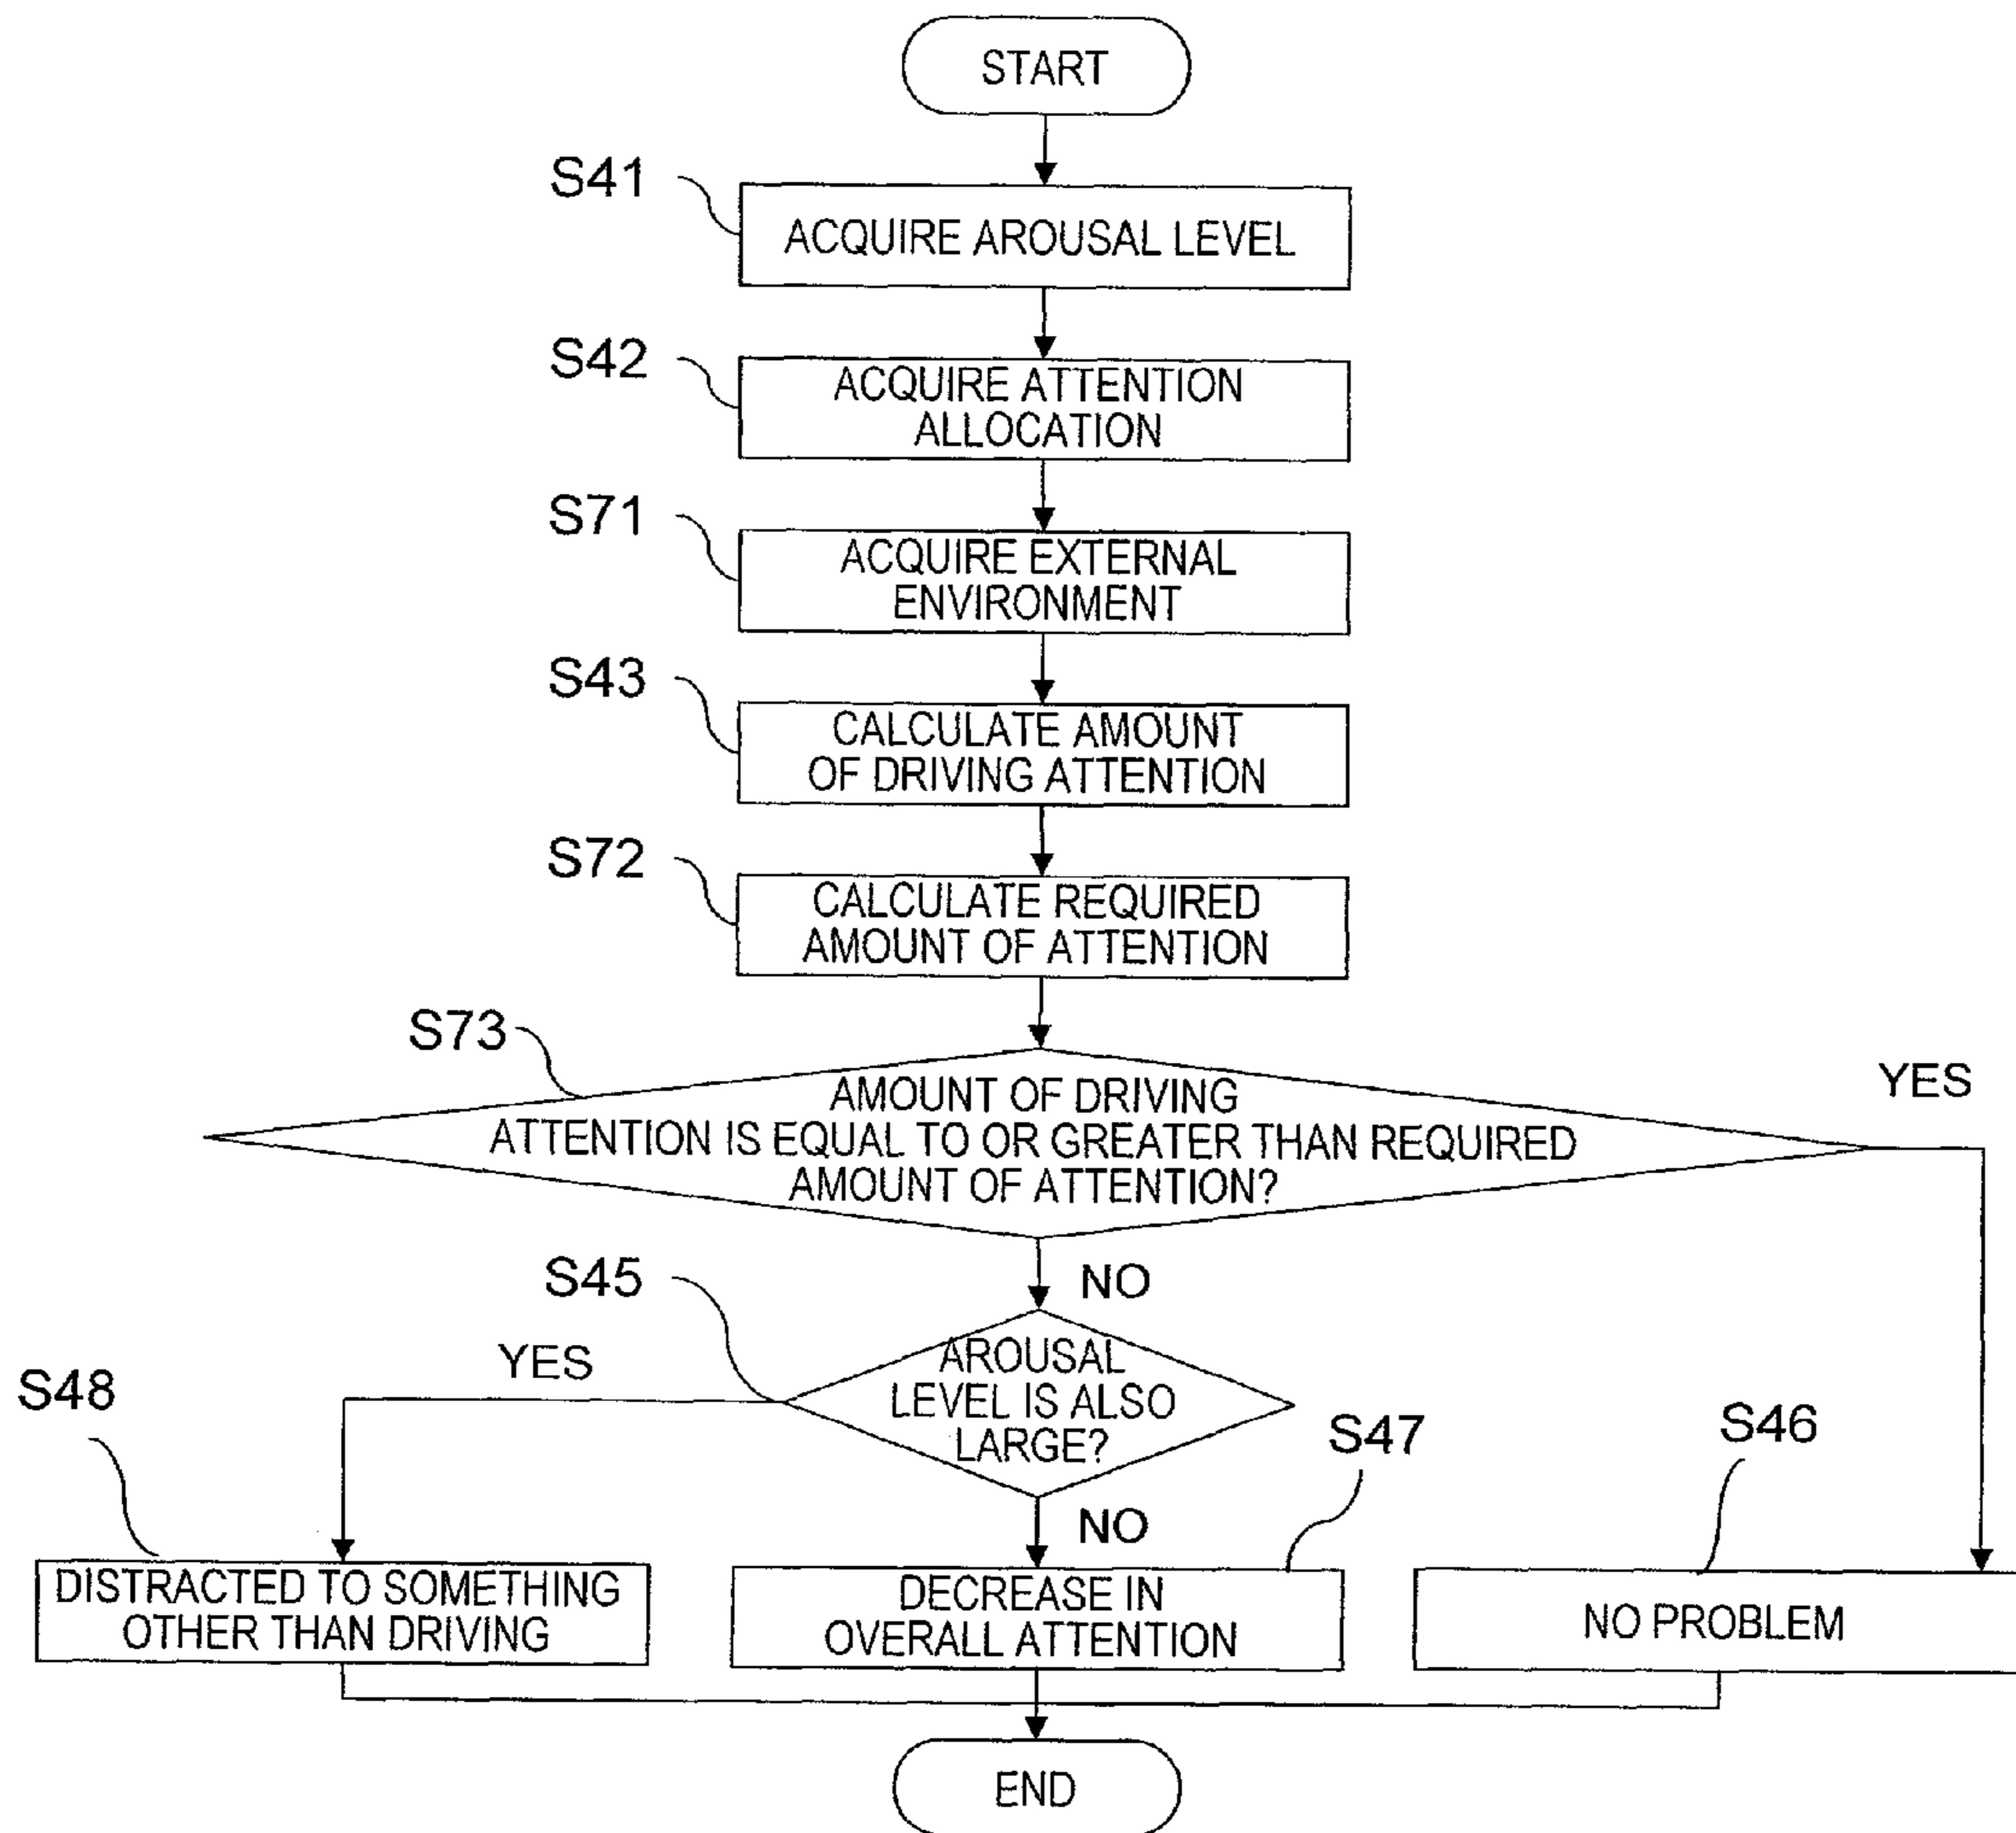 START
S41
ACQUIRE AROUSAL LEVEL
S42
ACQUIRE ATTENTION
ALLOCATION
S71
ACQUIRE EXTERNAL
ENVIRONMENT
S43
CALCULATE AMOUNT
OF DRIVING ATTENTION
S72
CALCULATE REQUIRED
AMOUNT OF ATTENTION
S73
AMOUNT OF DRIVING
ATTENTION IS EQUAL TO OR GREATER THAN REQUIRED
AMOUNT OF ATTENTION?
YES
NO
S45
AROUSAL
LEVEL IS ALSO
LARGE?
YES
NO
S48
DISTRACTED TO SOMETHING
OTHER THAN DRIVING
S47
DECREASE IN
OVERALL ATTENTION
S46
NO PROBLEM
END